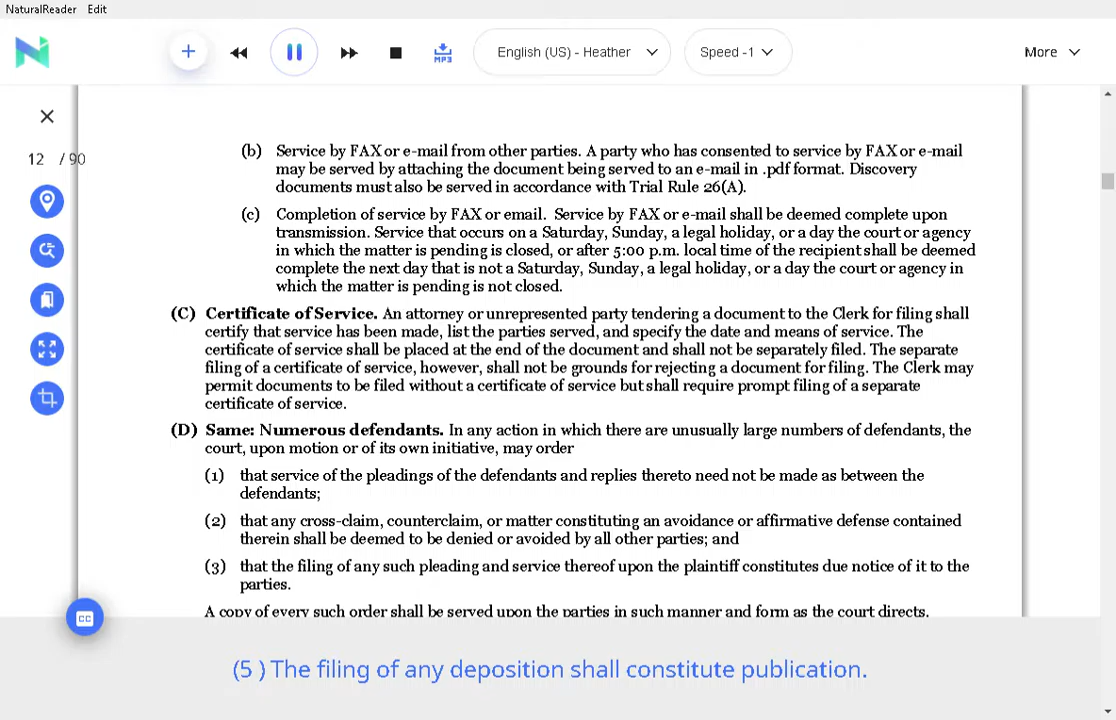 NaturalReader Edit
MP3
English (US) - Heather
Speed -1
More
12 / 90
(b) Service by FAX or e-mail from other parties. A party who has consented to service by FAX or e-mail
may be served by attaching the document being served to an e-mail in .pdf format. Discovery
documents must also be served in accordance with Trial Rule 26(A).
(c) Completion of service by FAX or email. Service by FAX or e-mail shall be deemed complete upon
transmission. Service that occurs on a Saturday, Sunday, a legal holiday, or a day the court or agency
in which the matter is pending is closed, or after 5:00 p.m. local time of the recipient shall be deemed
complete the next day that is not a Saturday, Sunday, a legal holiday, or a day the court or agency in
which the matter is pending is not closed.
(C) Certificate of Service. An attorney or unrepresented party tendering a document to the Clerk for filing shall
certify that service has been made, list the parties served, and specify the date and means of service. The
certificate of service shall be placed at the end of the document and shall not be separately filed. The separate
filing of a certificate of service, however, shall not be grounds for rejecting a document for filing. The Clerk may
permit documents to be filed without a certificate of service but shall require prompt filing of a separate
certificate of service.
(D) Same: Numerous defendants. In any action in which there are unusually large numbers of defendants, the
court, upon motion or of its own initiative, may order
(1) that service of the pleadings of the defendants and replies thereto need not be made as between the
defendants;
(2) that any cross-claim, counterclaim, or matter constituting an avoidance or affirmative defense contained
therein shall be deemed to be denied or avoided by all other parties; and
(3) that the filing of any such pleading and service thereof upon the plaintiff constitutes due notice of it to the
parties.
A copy of every such order shall be served upon the parties in such manner and form as the court directs.
CC
(5 ) The filing of any deposition shall constitute publication.